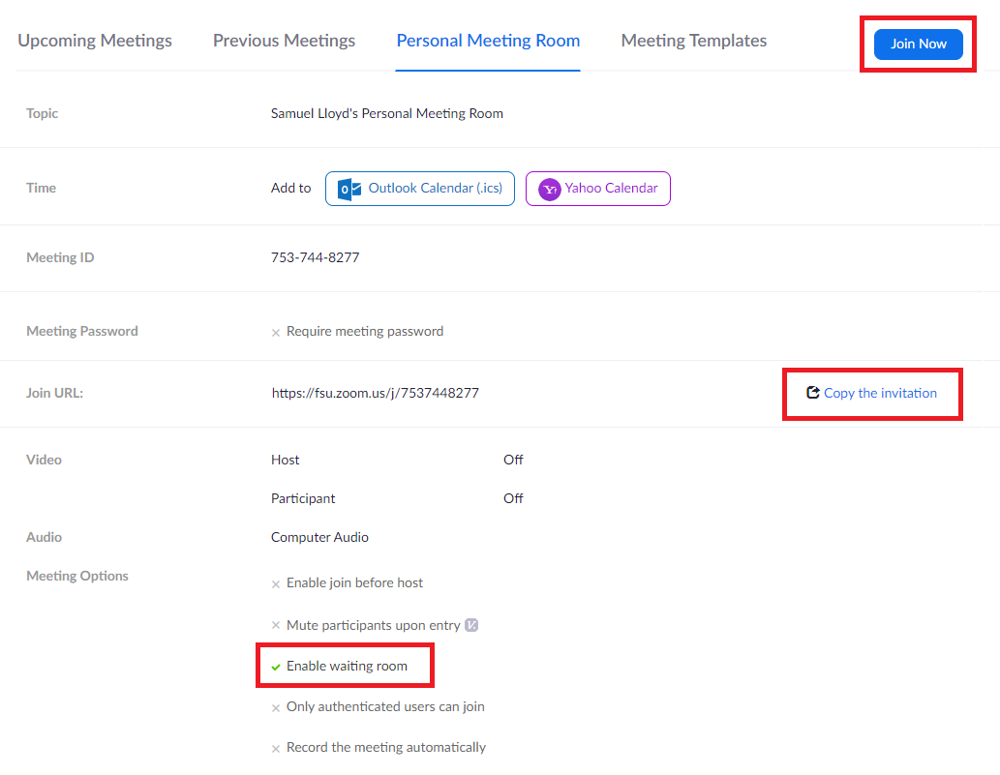 Upcoming Meetings Previous Meetings Personal Meeting Room Meeting Templates Join Now
Topic Samuel Lloyd's Personal Meeting Room
Time Add to Outlook Calendar (.ics) Yahoo Calendar
Meeting ID 753-744-8277
Meeting Password × Require meeting password
Join URL: https://fsu.zoom.us/j/7537448277 Copy the invitation
Video Host Off
Participant Off
Audio Computer Audio
Meeting Options × Enable join before host
× Mute participants upon entry
✓ Enable waiting room
× Only authenticated users can join
× Record the meeting automatically